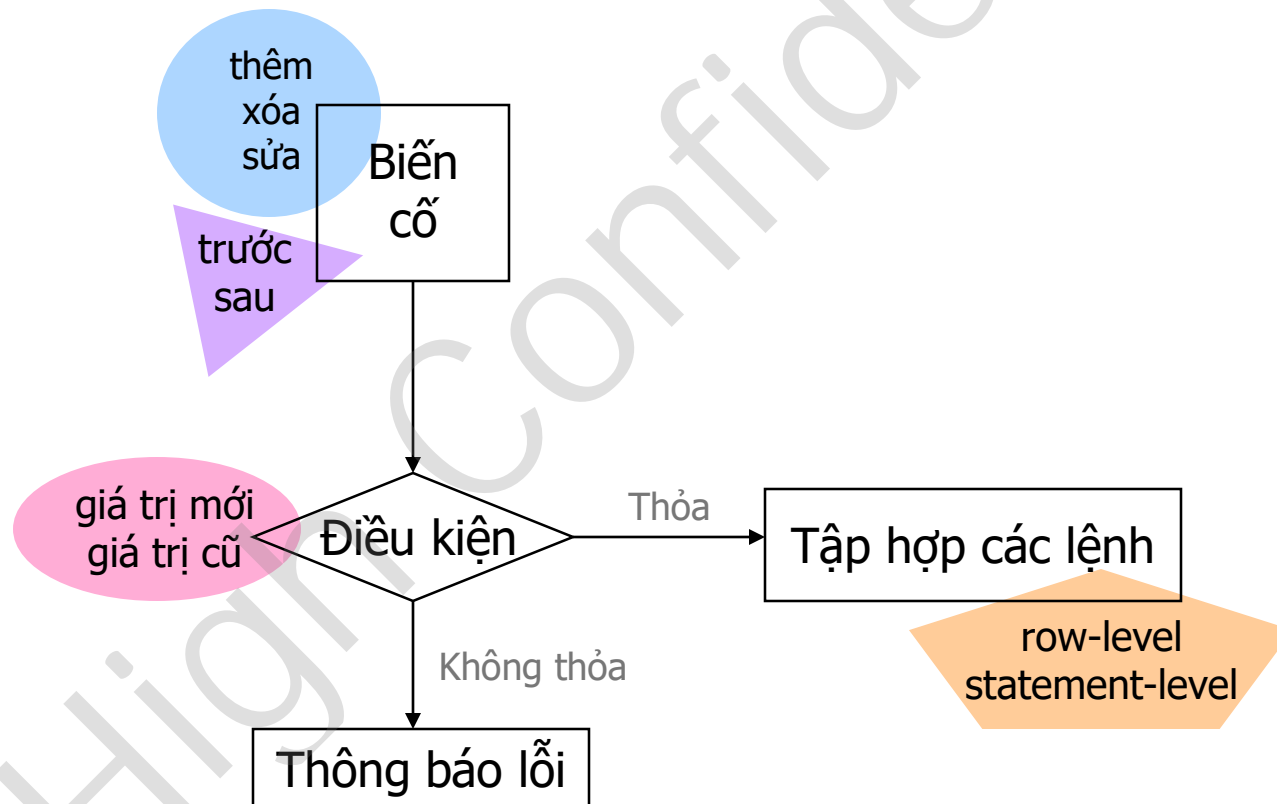 thêm
xóa
sửa
Biến
cố
trước
sau
giá trị mới
giá trị cũ
Điều kiện
Thỏa
Tập hợp các lệnh
row-level
statement-level
Không thỏa
Thông báo lỗi
High Confide